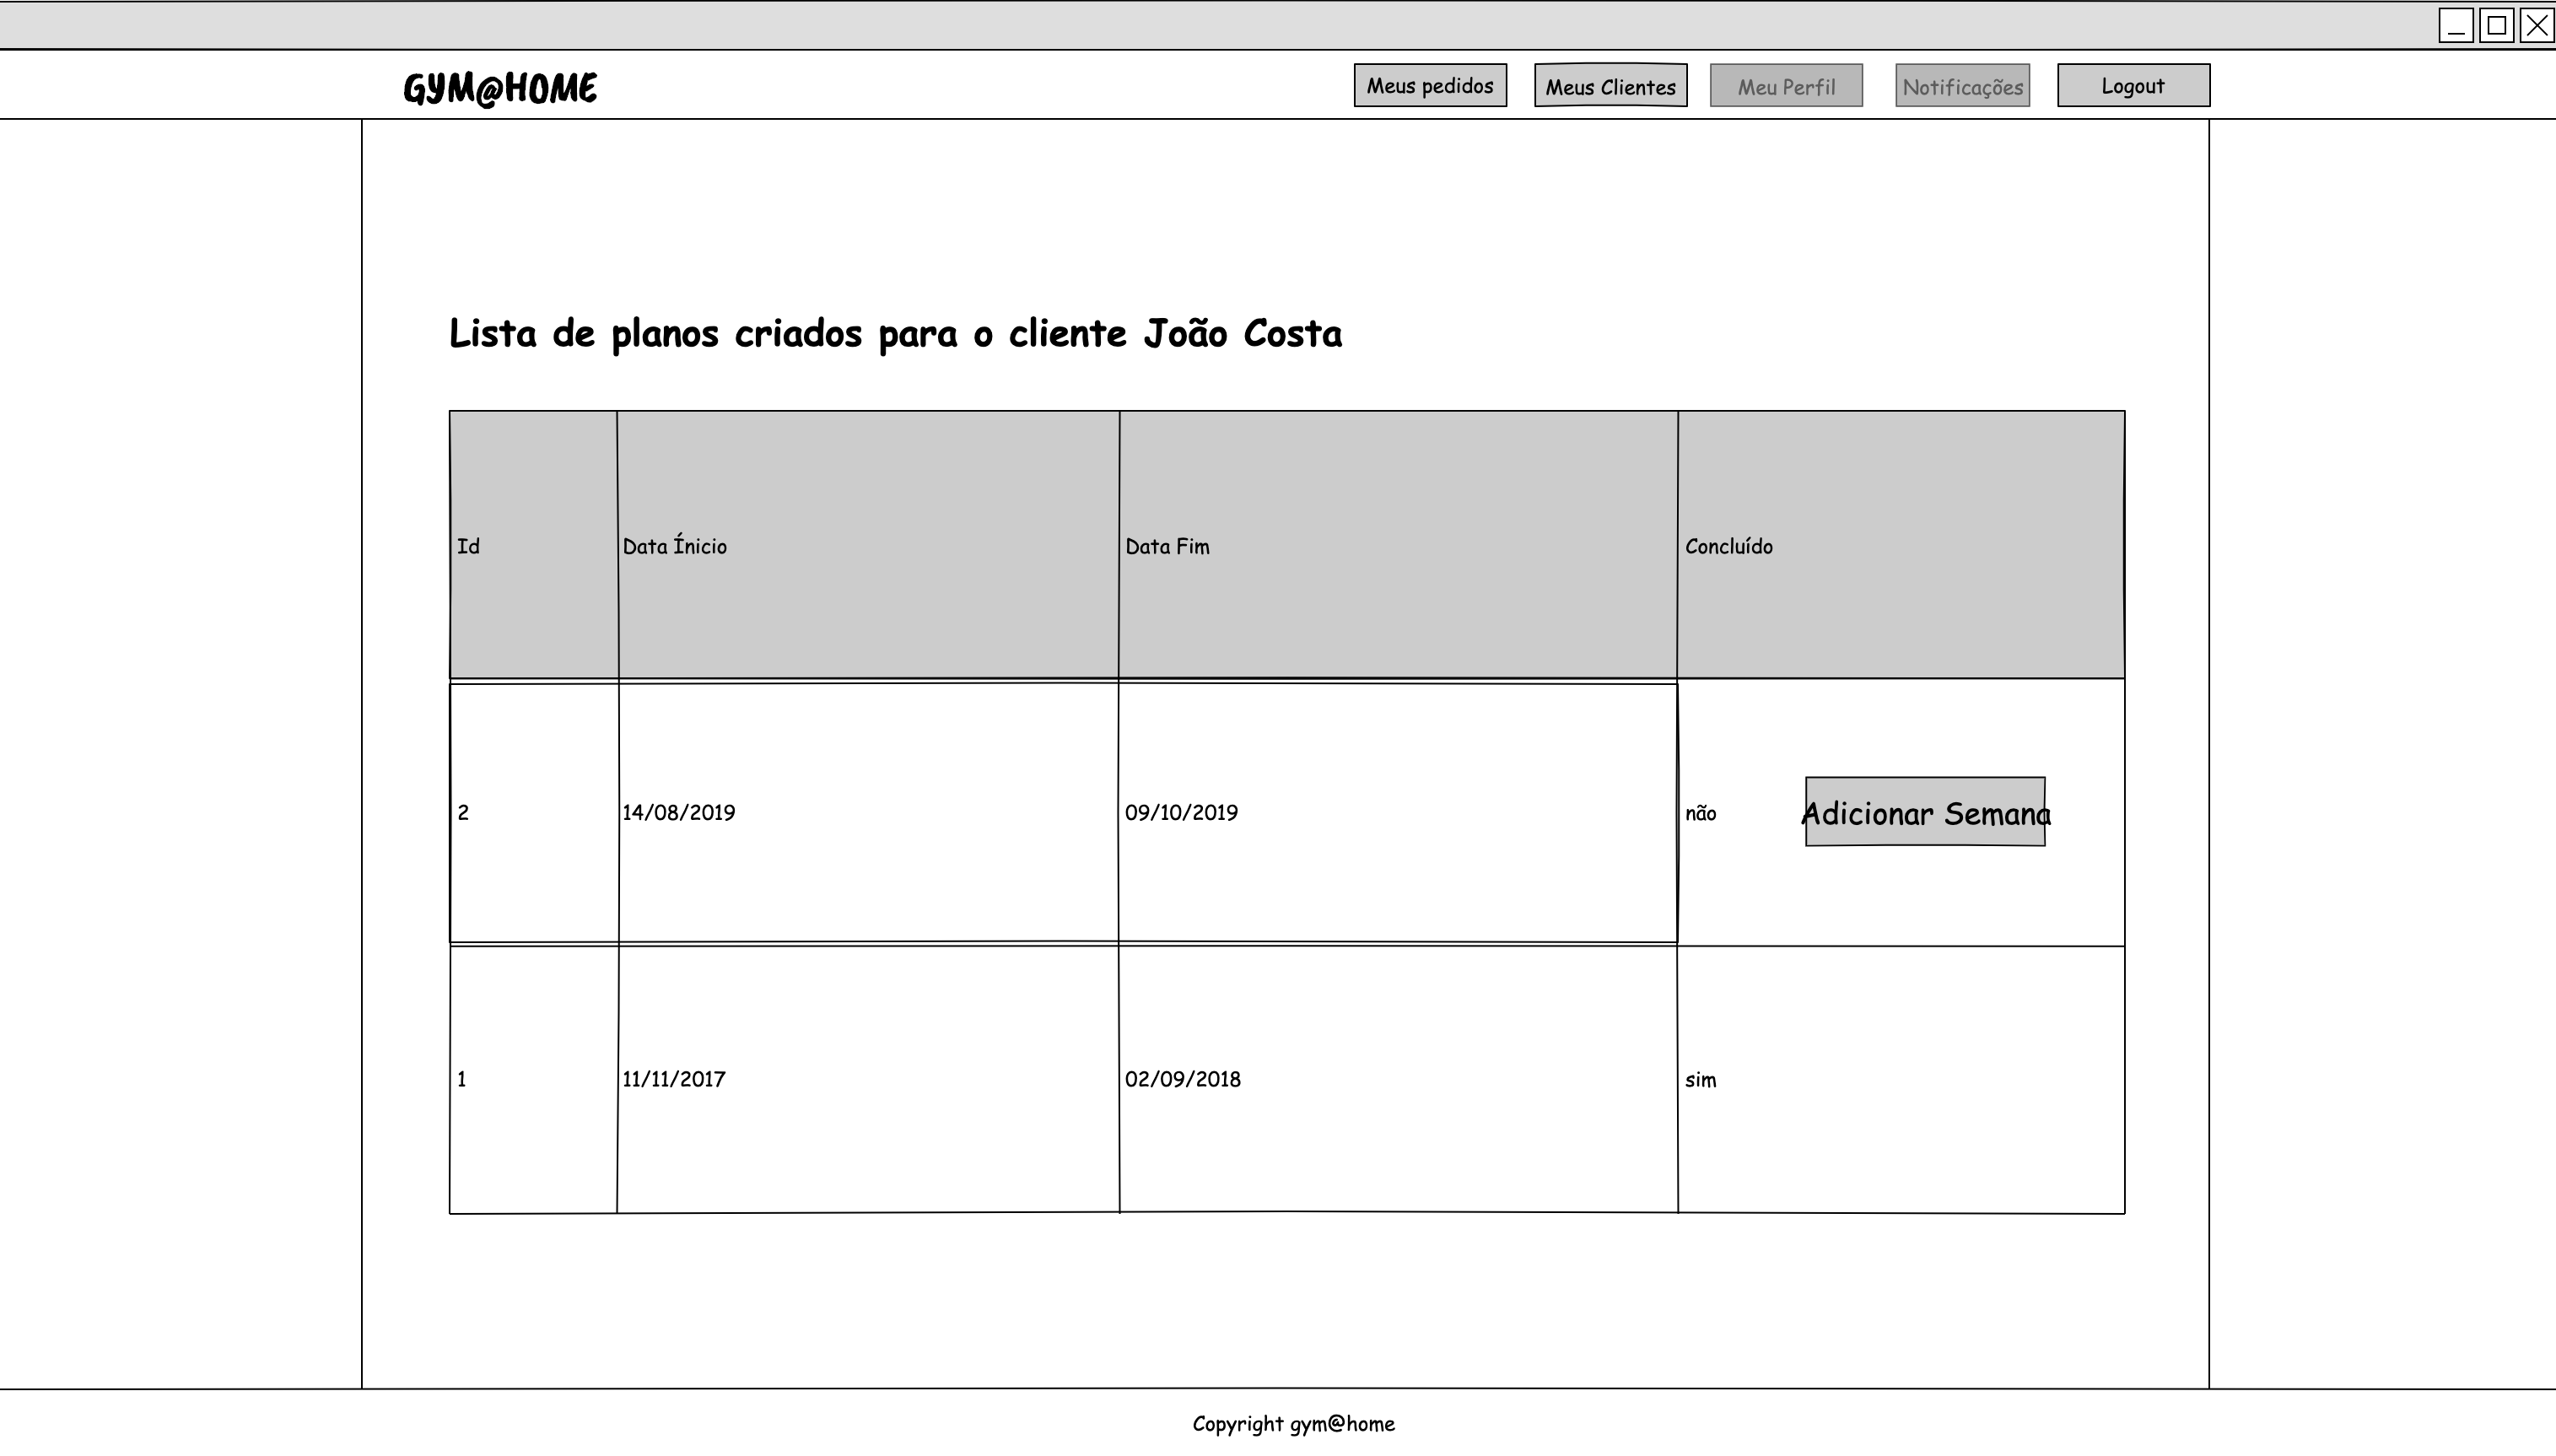 GYM@HOME
Meus pedidos
Meus Clientes
Meu Perfil
Notificações
Logout
Lista de planos criados para o cliente João Costa
Id
Data Ínicio
Data Fim
Concluído
2
14/08/2019
09/10/2019
não
Adicionar Semana
1
11/11/2017
02/09/2018
sim
Copyright gym@home